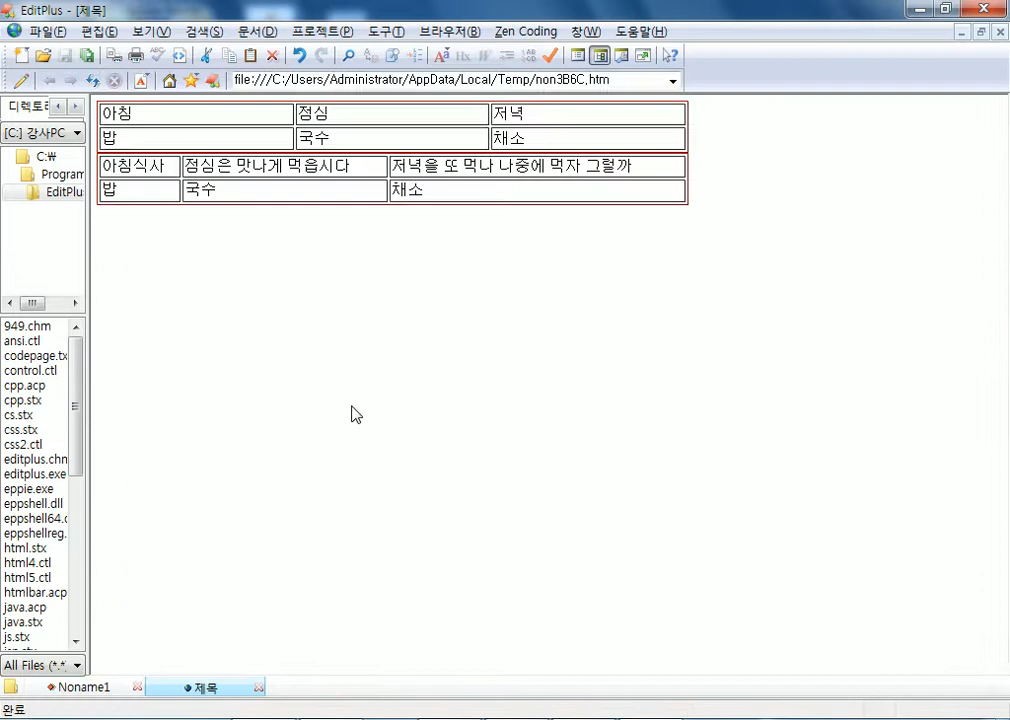 EditPlus - [제목]
파일(F) 편집(E) 보기(V) 검색(S) 문서(D) 프로젝트(P) 도구(T) 브라우저(B) Zen Coding 창(W) 도움말(H)
file:///C:/Users/Administrator/AppData/Local/Temp/non3B6C.htm
디렉토리
[C:] 강사PC
C:\
Program
EditPlu
949.chm
ansi.ctl
codepage.tx
control.ctl
cpp.acp
cpp.stx
cs.stx
css.stx
css2.ctl
editplus.chn
editplus.exe
eppie.exe
eppshell.dll
eppshell64.
eppshellreg.
html.stx
html4.ctl
html5.ctl
htmlbar.acp
java.acp
java.stx
js.stx
All Files (*.*)
아침 점심 저녁
밥 국수 채소
아침식사 점심은 맛나게 먹읍시다 저녁을 또 먹나 나중에 먹자 그럴까
밥 국수 채소
Noname1 제목
완료